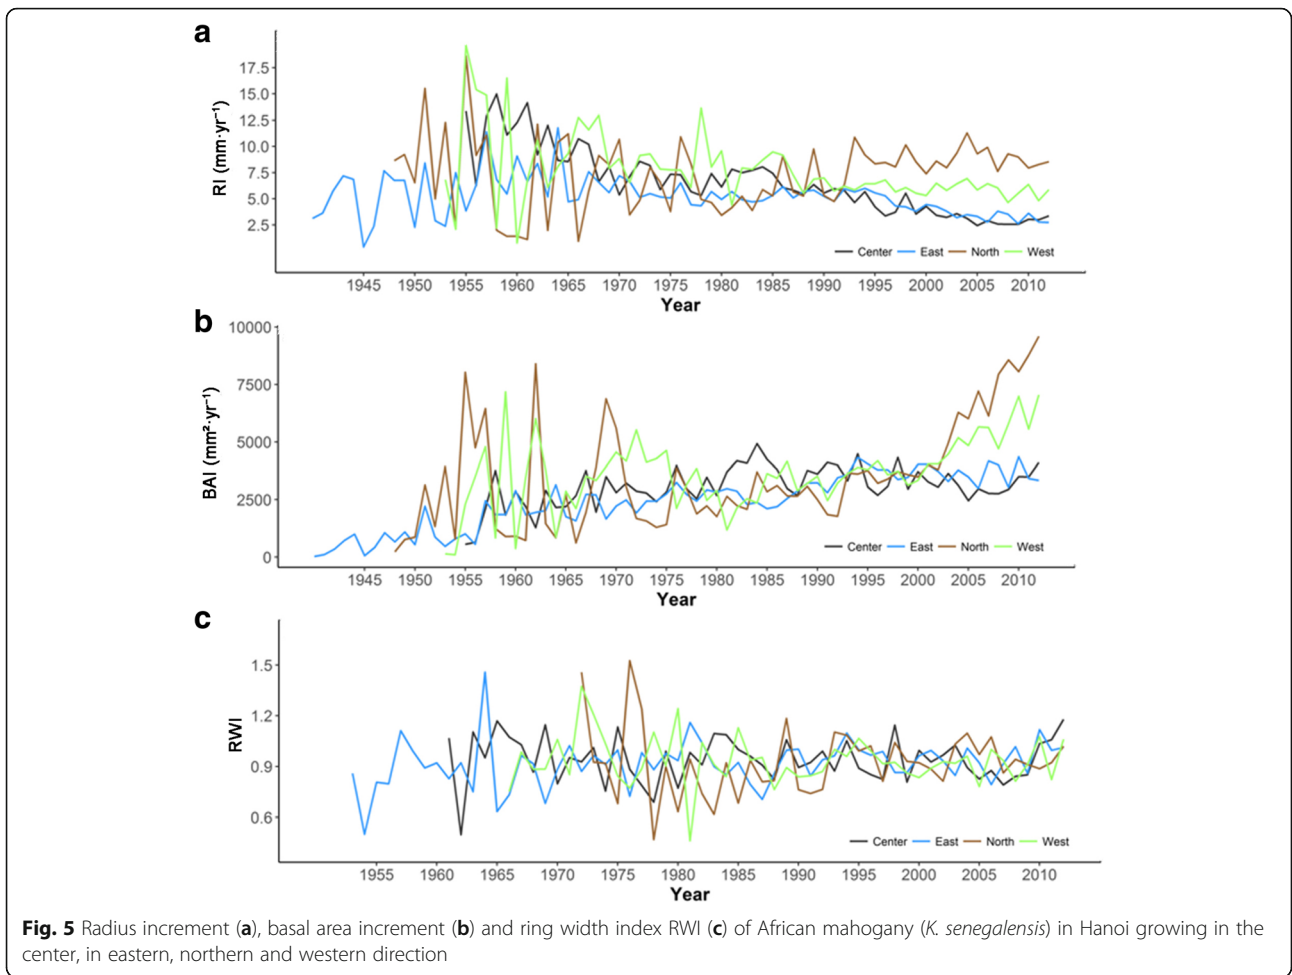 a
RI (mm·yr⁻¹)
17.5
15.0
12.5
10.0
7.5
5.0
2.5
Center East North West
1945 1950 1955 1960 1965 1970 1975 1980 1985 1990 1995 2000 2005 2010
Year
b
BAI (mm²·yr⁻¹)
10000
7500
5000
2500
0
Center East North West
1945 1950 1955 1960 1965 1970 1975 1980 1985 1990 1995 2000 2005 2010
Year
c
RWI
1.5
1.2
0.9
0.6
Center East North West
1955 1960 1965 1970 1975 1980 1985 1990 1995 2000 2005 2010
Year
Fig. 5 Radius increment (a), basal area increment (b) and ring width index RWI (c) of African mahogany (K. senegalensis) in Hanoi growing in the
center, in eastern, northern and western direction